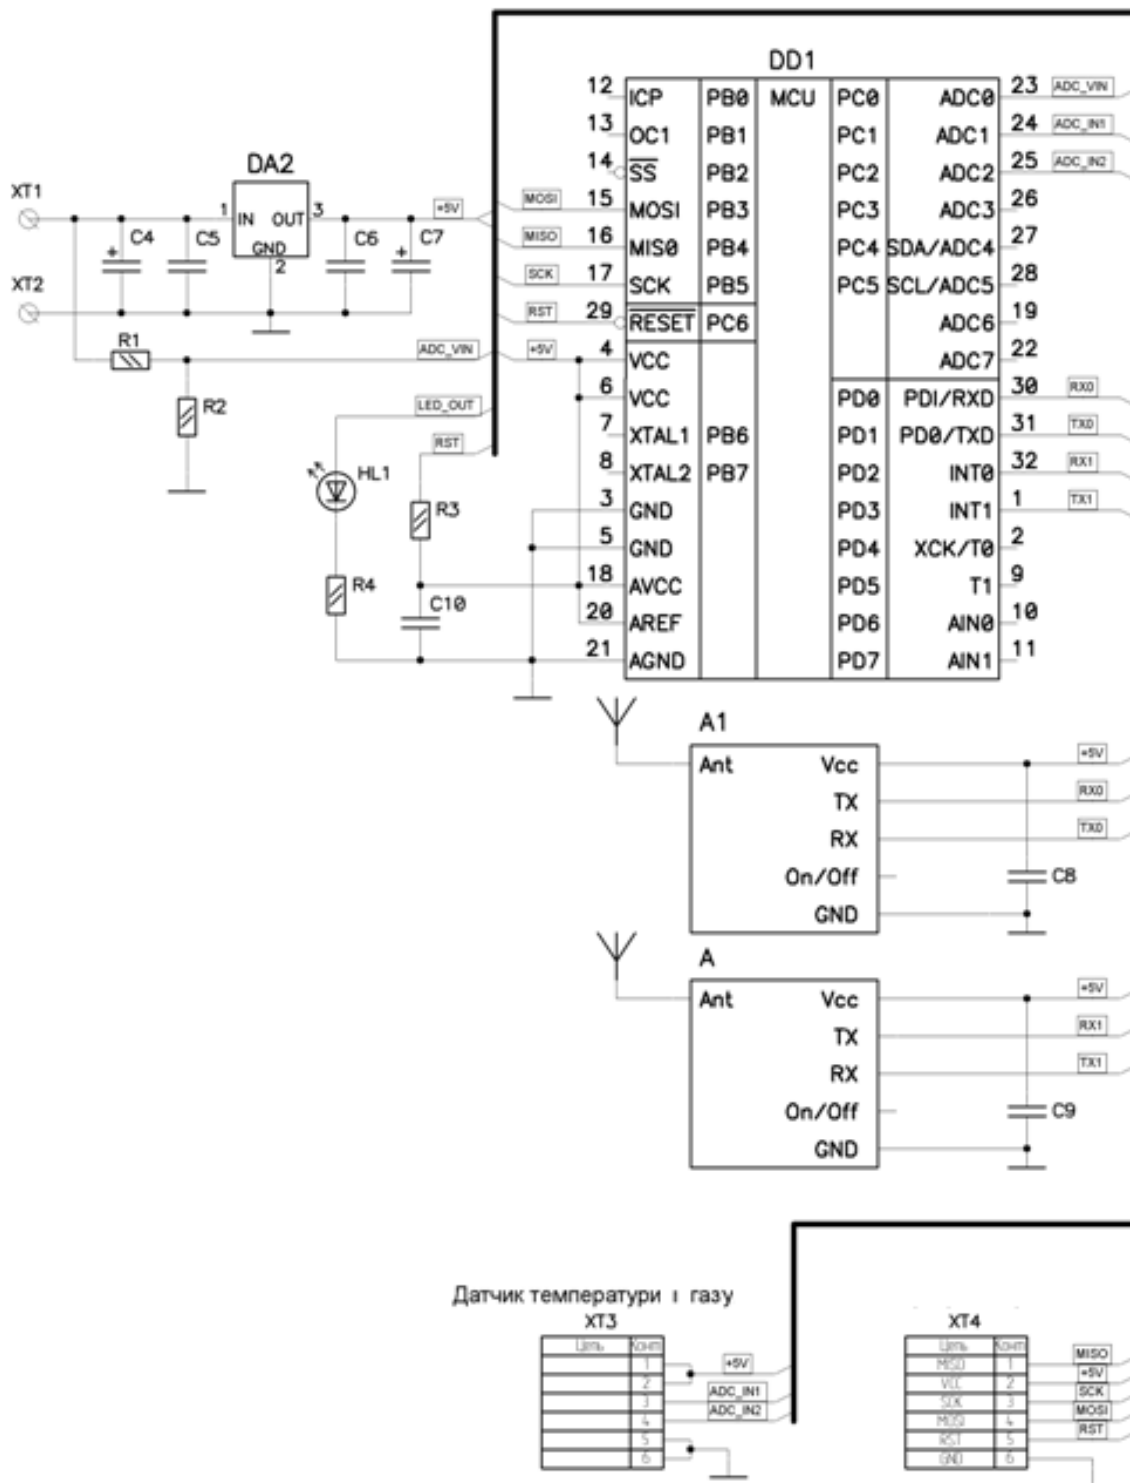 DD1
12 ICP PB0 MCU PC0 ADC0 23 ADC_VIN
13 OC1 PB1 PC1 ADC1 24 ADC_IN1
14 SS PB2 PC2 ADC2 25 ADC_IN2
MOSI 15 MOSI PB3 PC3 ADC3 26
MISO 16 MIS0 PB4 PC4 SDA/ADC4 27
SCK 17 SCK PB5 PC5 SCL/ADC5 28
RST 29 RESET PC6 ADC6 19
+5V 4 VCC ADC7 22
6 VCC PD0 PDI/RXD 30 RX0
7 XTAL1 PB6 PD1 PD0/TXD 31 TX0
8 XTAL2 PB7 PD2 INT0 32 RX1
3 GND PD3 INT1 1 TX1
5 GND PD4 XCK/T0 2
18 AVCC PD5 T1 9
20 AREF PD6 AIN0 10
21 AGND PD7 AIN1 11
DA2
XT1
1 IN OUT 3 +5V
C4 C5 GND C6 C7
2
XT2
R1
ADC_VIN
R2
LED_OUT
RST
HL1
R3
R4
C10
A1
Ant Vcc +5V
TX RX0
RX TX0
On/Off C8
GND
A
Ant Vcc +5V
TX RX1
RX TX1
On/Off C9
GND
Датчик температури і газу
XT3
Цепь Конт
1
2 +5V
3 ADC_IN1
4 ADC_IN2
5
6
XT4
Цепь Конт
MISO 1 MISO
VCC 2 +5V
SCK 3 SCK
MOSI 4 MOSI
RST 5 RST
GND 6